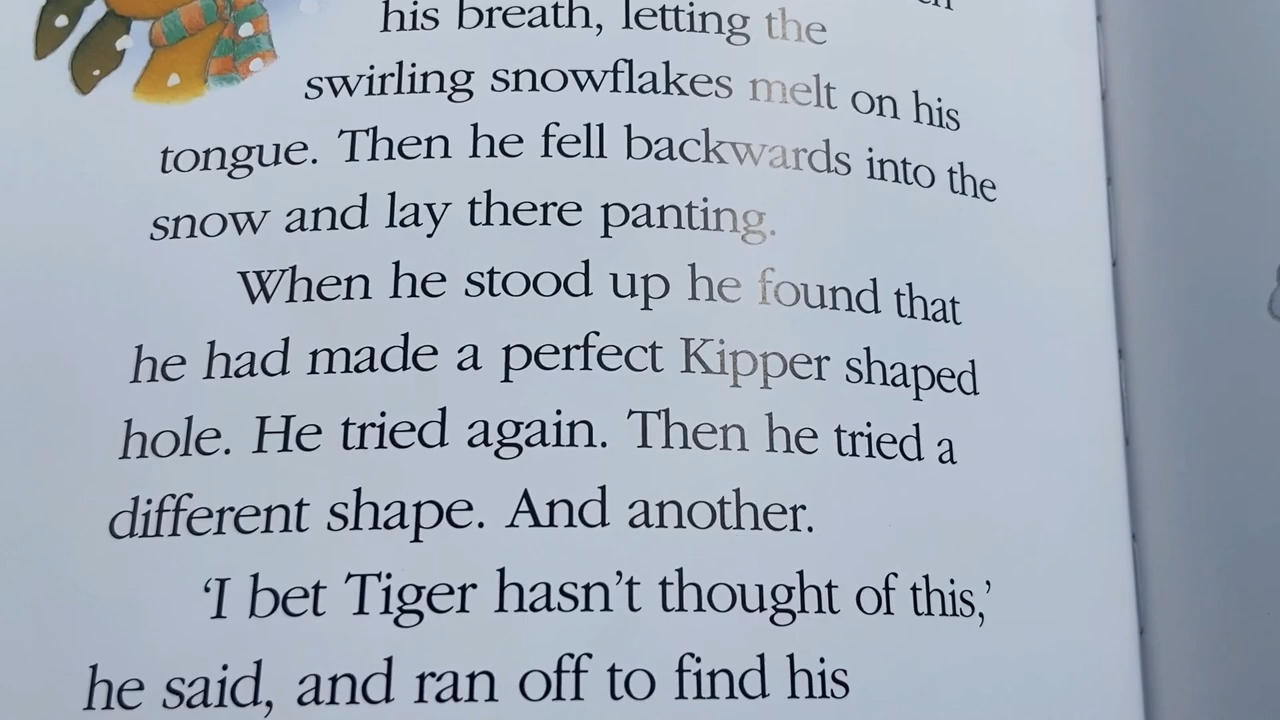 his breath, letting the
swirling snowflakes melt on his
tongue. Then he fell backwards into the
snow and lay there panting.
When he stood up he found that
he had made a perfect Kipper shaped
hole. He tried again. Then he tried a
different shape. And another.
‘I bet Tiger hasn’t thought of this,’
he said, and ran off to find his